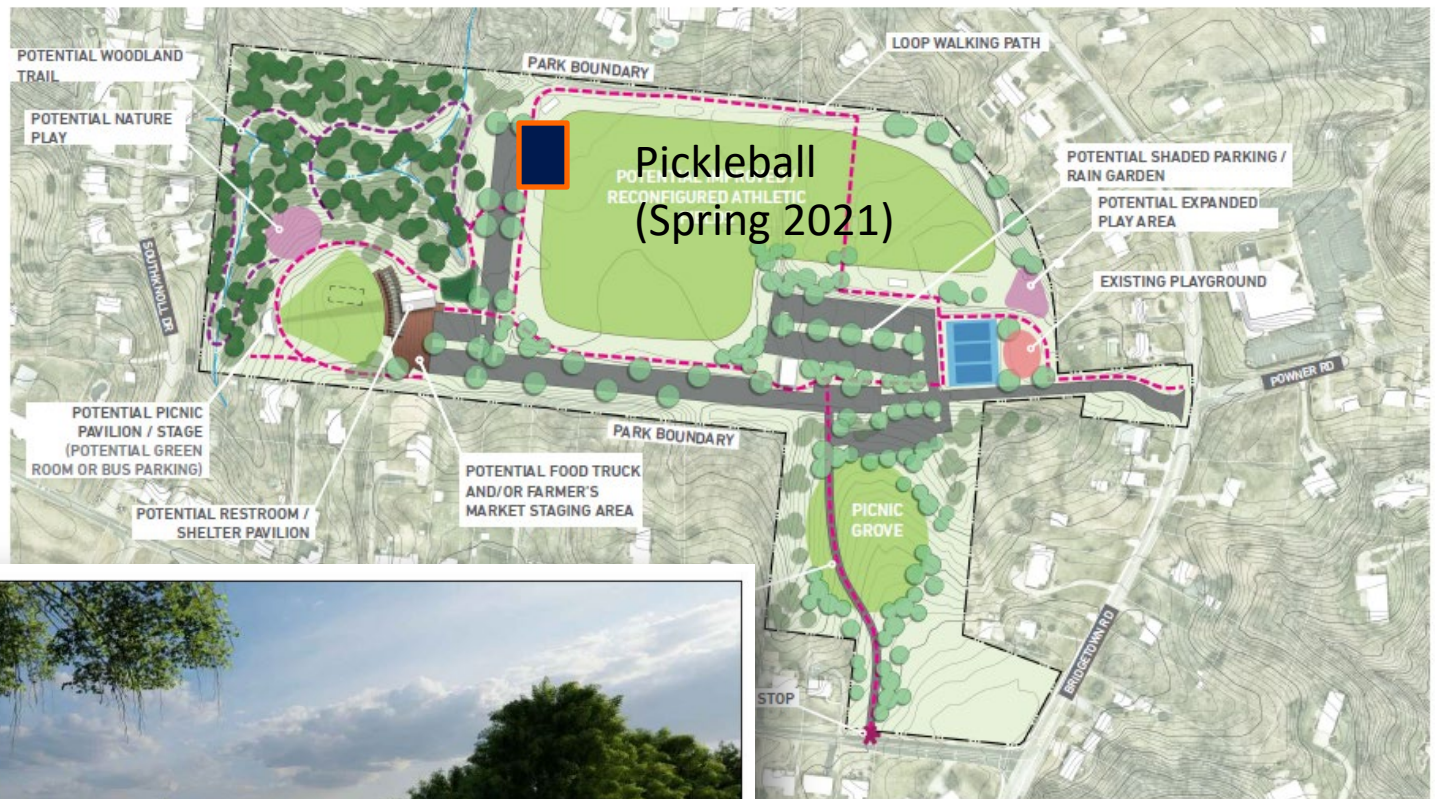 POTENTIAL WOODLAND
TRAIL
POTENTIAL NATURE
PLAY
PARK BOUNDARY
LOOP WALKING PATH
Pickleball
(Spring 2021)
RECONFIGURED ATHLETIC
POTENTIAL SHADED PARKING /
RAIN GARDEN
POTENTIAL EXPANDED
PLAY AREA
EXISTING PLAYGROUND
SOUTHKNOLL DR
POWNER RD
POTENTIAL PICNIC
PAVILION / STAGE
(POTENTIAL GREEN
ROOM OR BUS PARKING)
POTENTIAL RESTROOM /
SHELTER PAVILION
POTENTIAL FOOD TRUCK
AND/OR FARMER'S
MARKET STAGING AREA
PARK BOUNDARY
PICNIC
GROVE
BRIDGETOWN RD
STOP